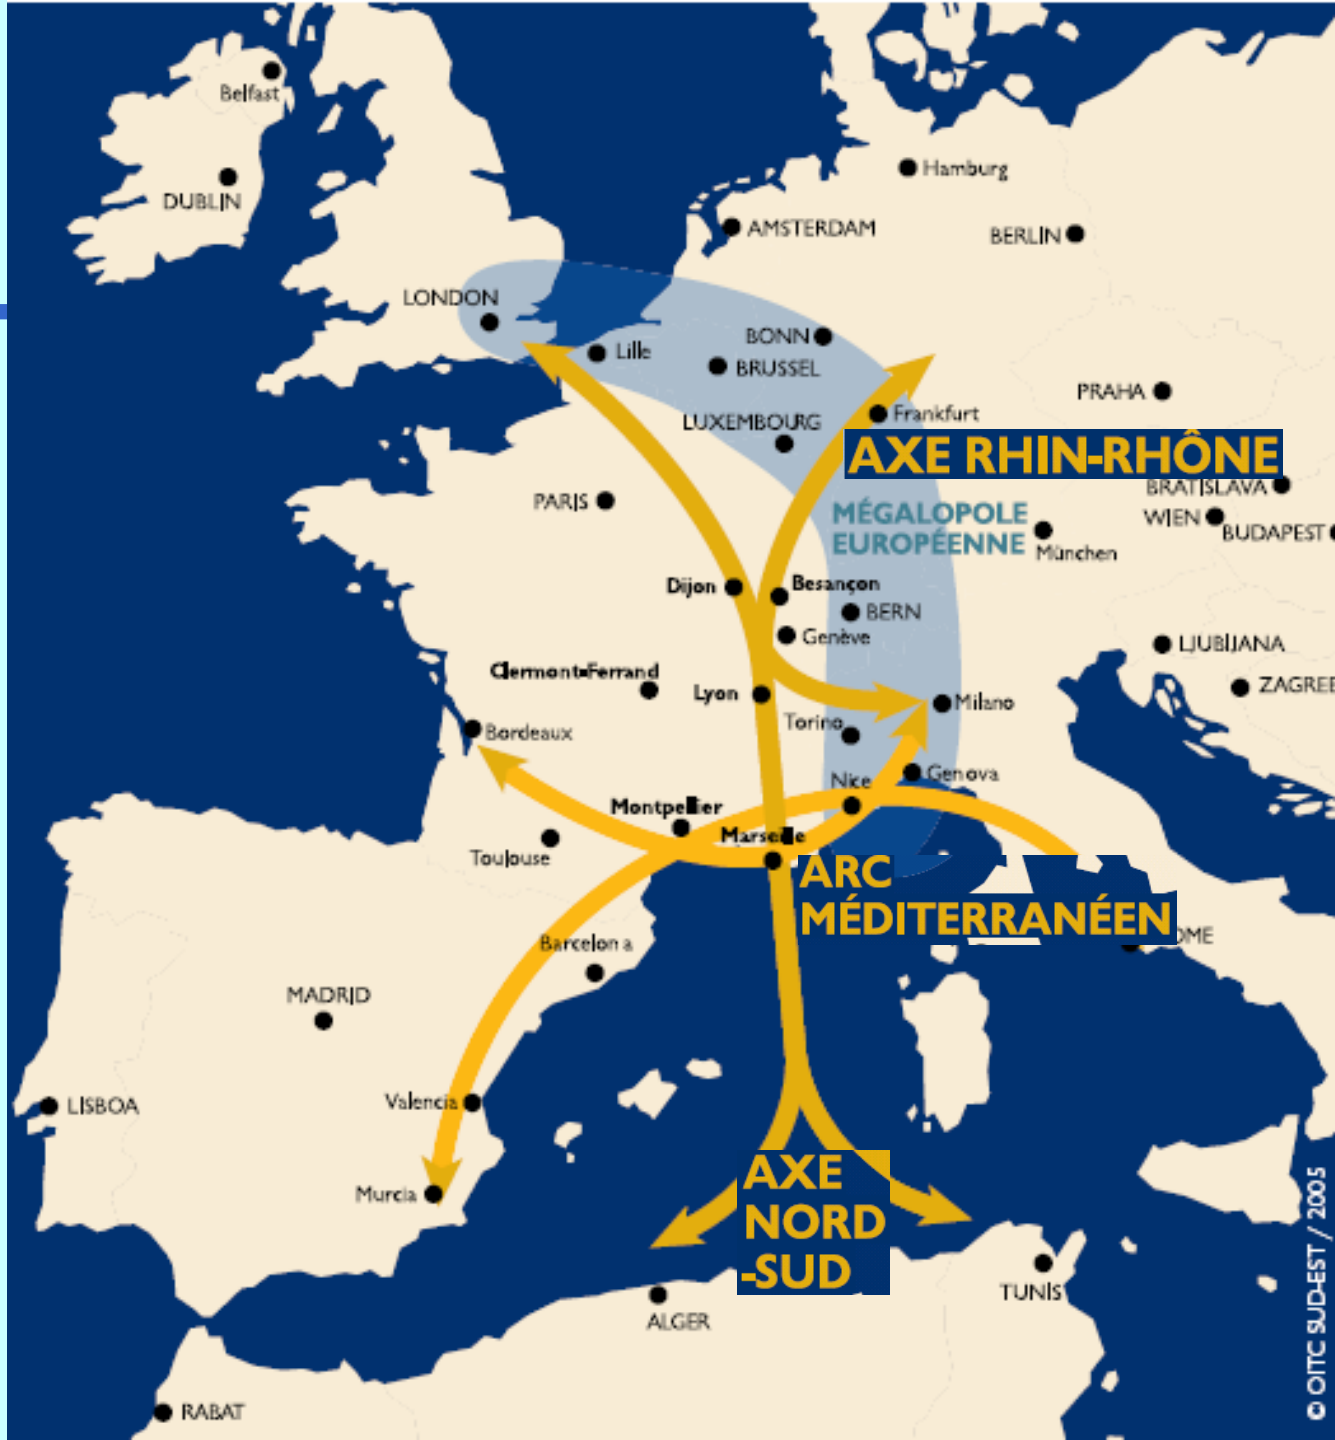 Belfast
DUBLIN
Hamburg
AMSTERDAM
BERLIN
LONDON
Lille
BONN
BRUSSEL
PRAHA
LUXEMBOURG
Frankfurt
AXE RHIN-RHÔNE
BRATISLAVA
PARIS
MÉGALOPOLE
EUROPÉENNE
WIEN
BUDAPEST
München
Dijon
Besançon
BERN
Genève
LJUBIJANA
Clermont-Ferrand
Lyon
ZAGREB
Milano
Torino
Bordeaux
Nice
Genova
Montpellier
Marseille
Toulouse
ARC
MÉDITERRANÉEN
OME
Barcelona
MADRID
LISBOA
Valencia
Murcia
AXE
NORD
-SUD
TUNIS
ALGER
RABAT
© OITC SUD-EST / 2005